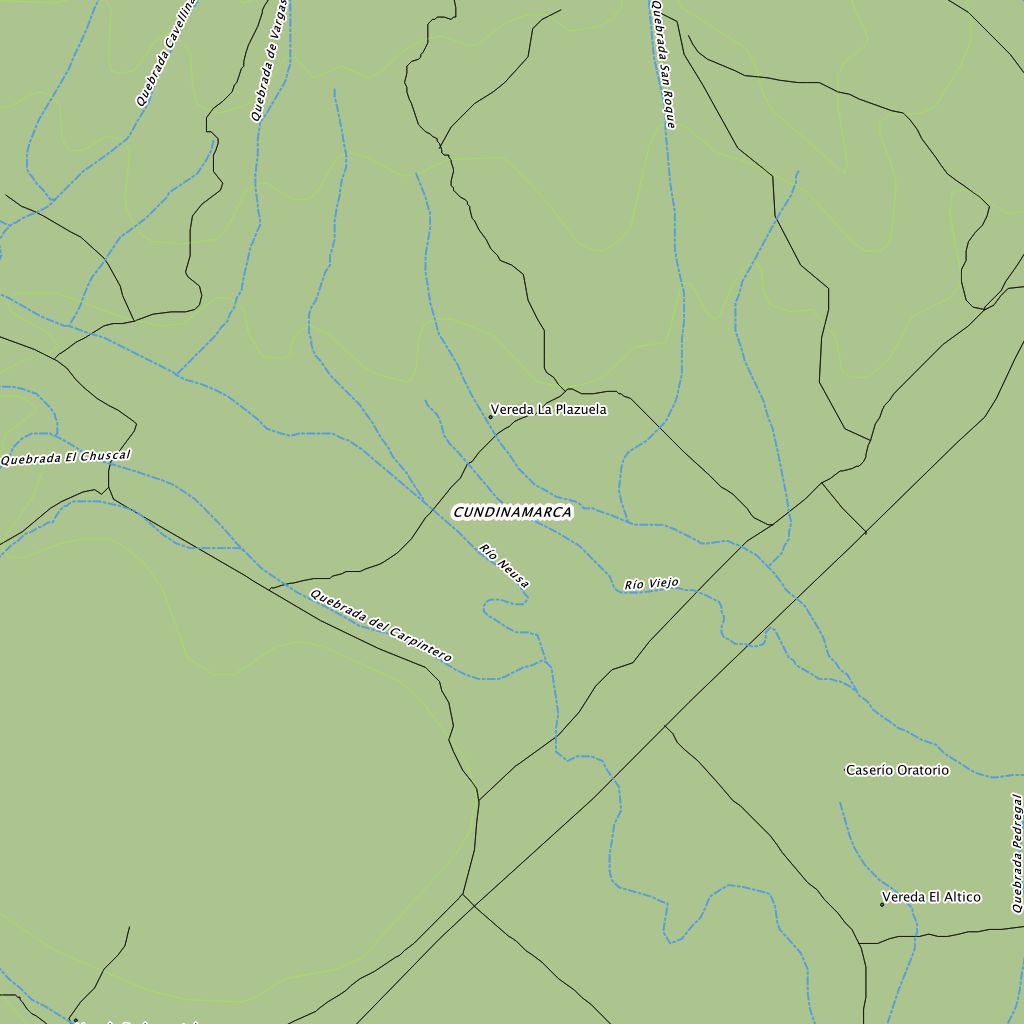 Quebrada Cavellina
Quebrada de Vargas
Quebrada San Roque
Vereda La Plazuela
Quebrada El Chuscal
CUNDINAMARCA
Río Neusa
Río Viejo
Quebrada del Carpintero
Caserío Oratorio
Quebrada Pedregal
Vereda El Altico